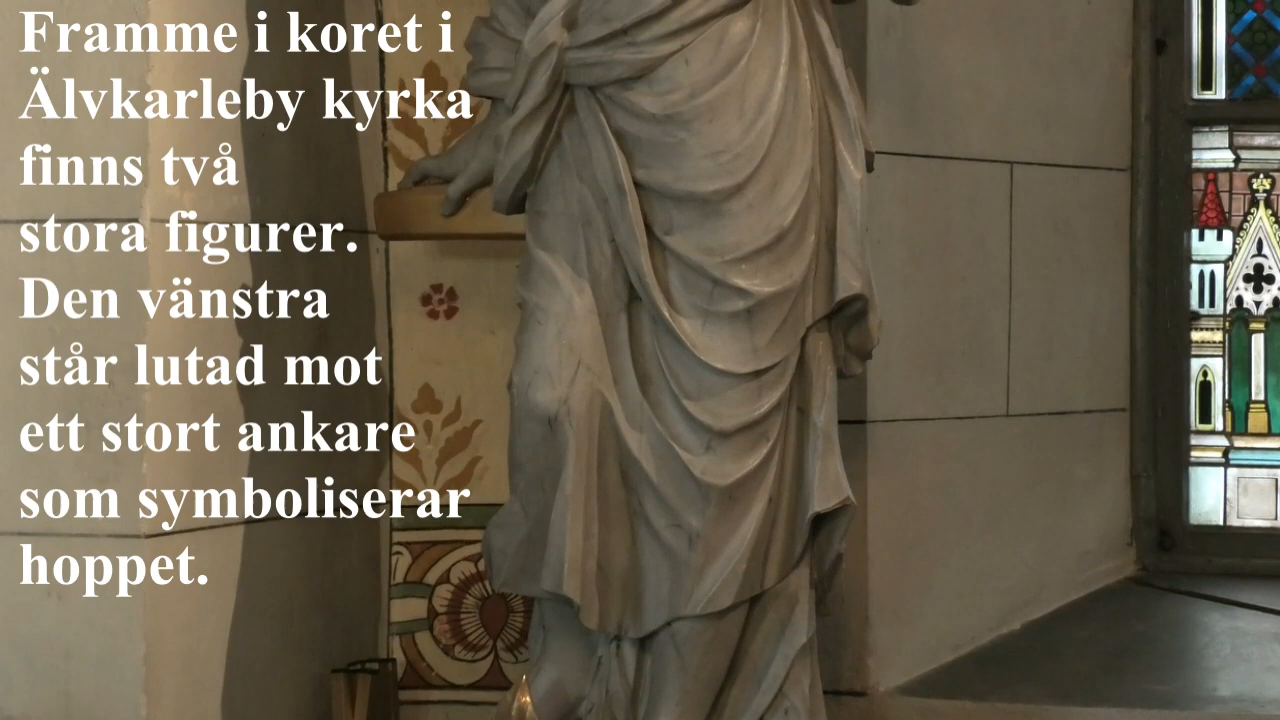 Framme i koret i
Älvkarleby kyrka
finns två
stora figurer.
Den vänstra
står lutad mot
ett stort ankare
som symboliserar
hoppet.